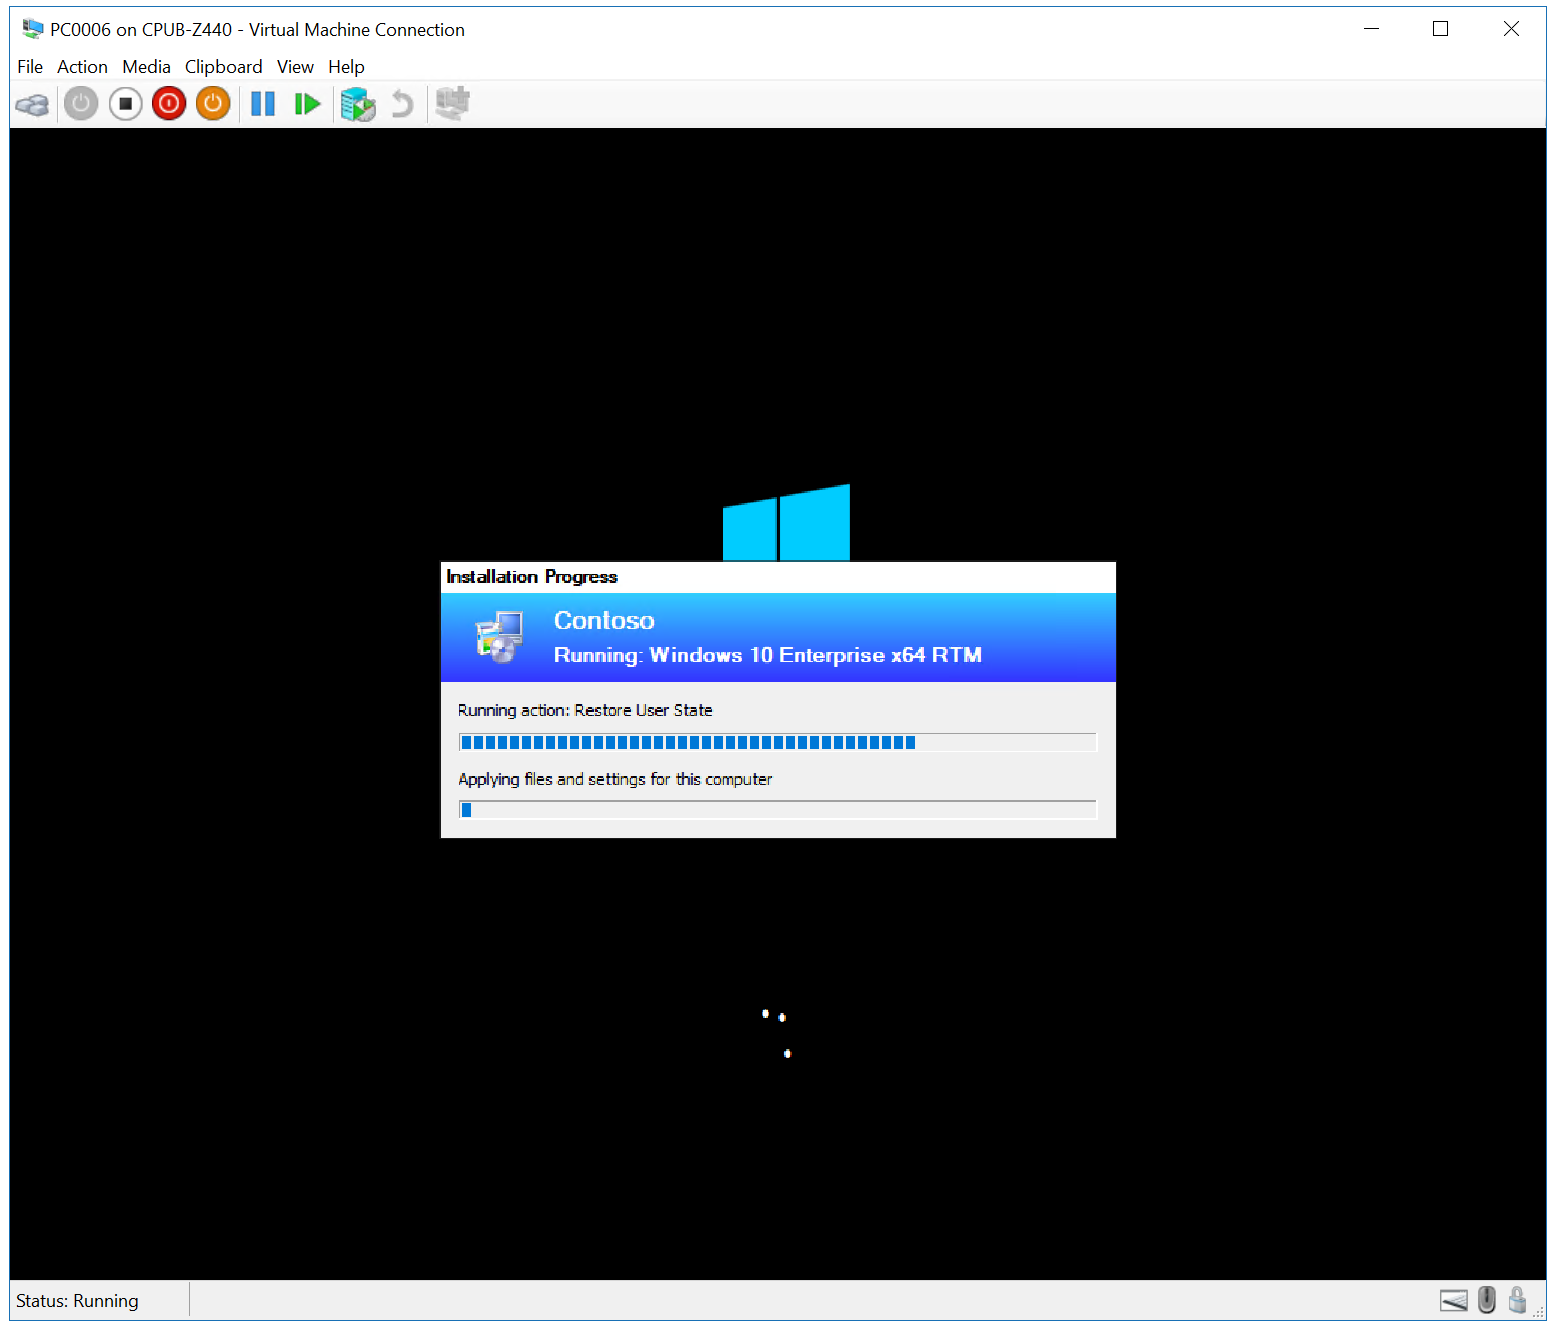 PC0006 on CPUB-Z440 - Virtual Machine Connection
File Action Media Clipboard View Help
Installation Progress
Contoso
Running: Windows 10 Enterprise x64 RTM
Running action: Restore User State
Applying files and settings for this computer
Status: Running